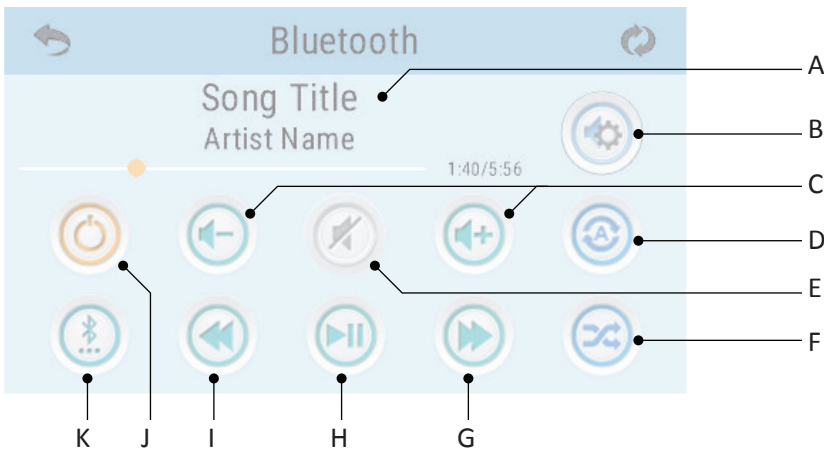 Bluetooth
A
Song Title
B
Artist Name
1:40/5:56
C
A
D
E
F
K J I H G